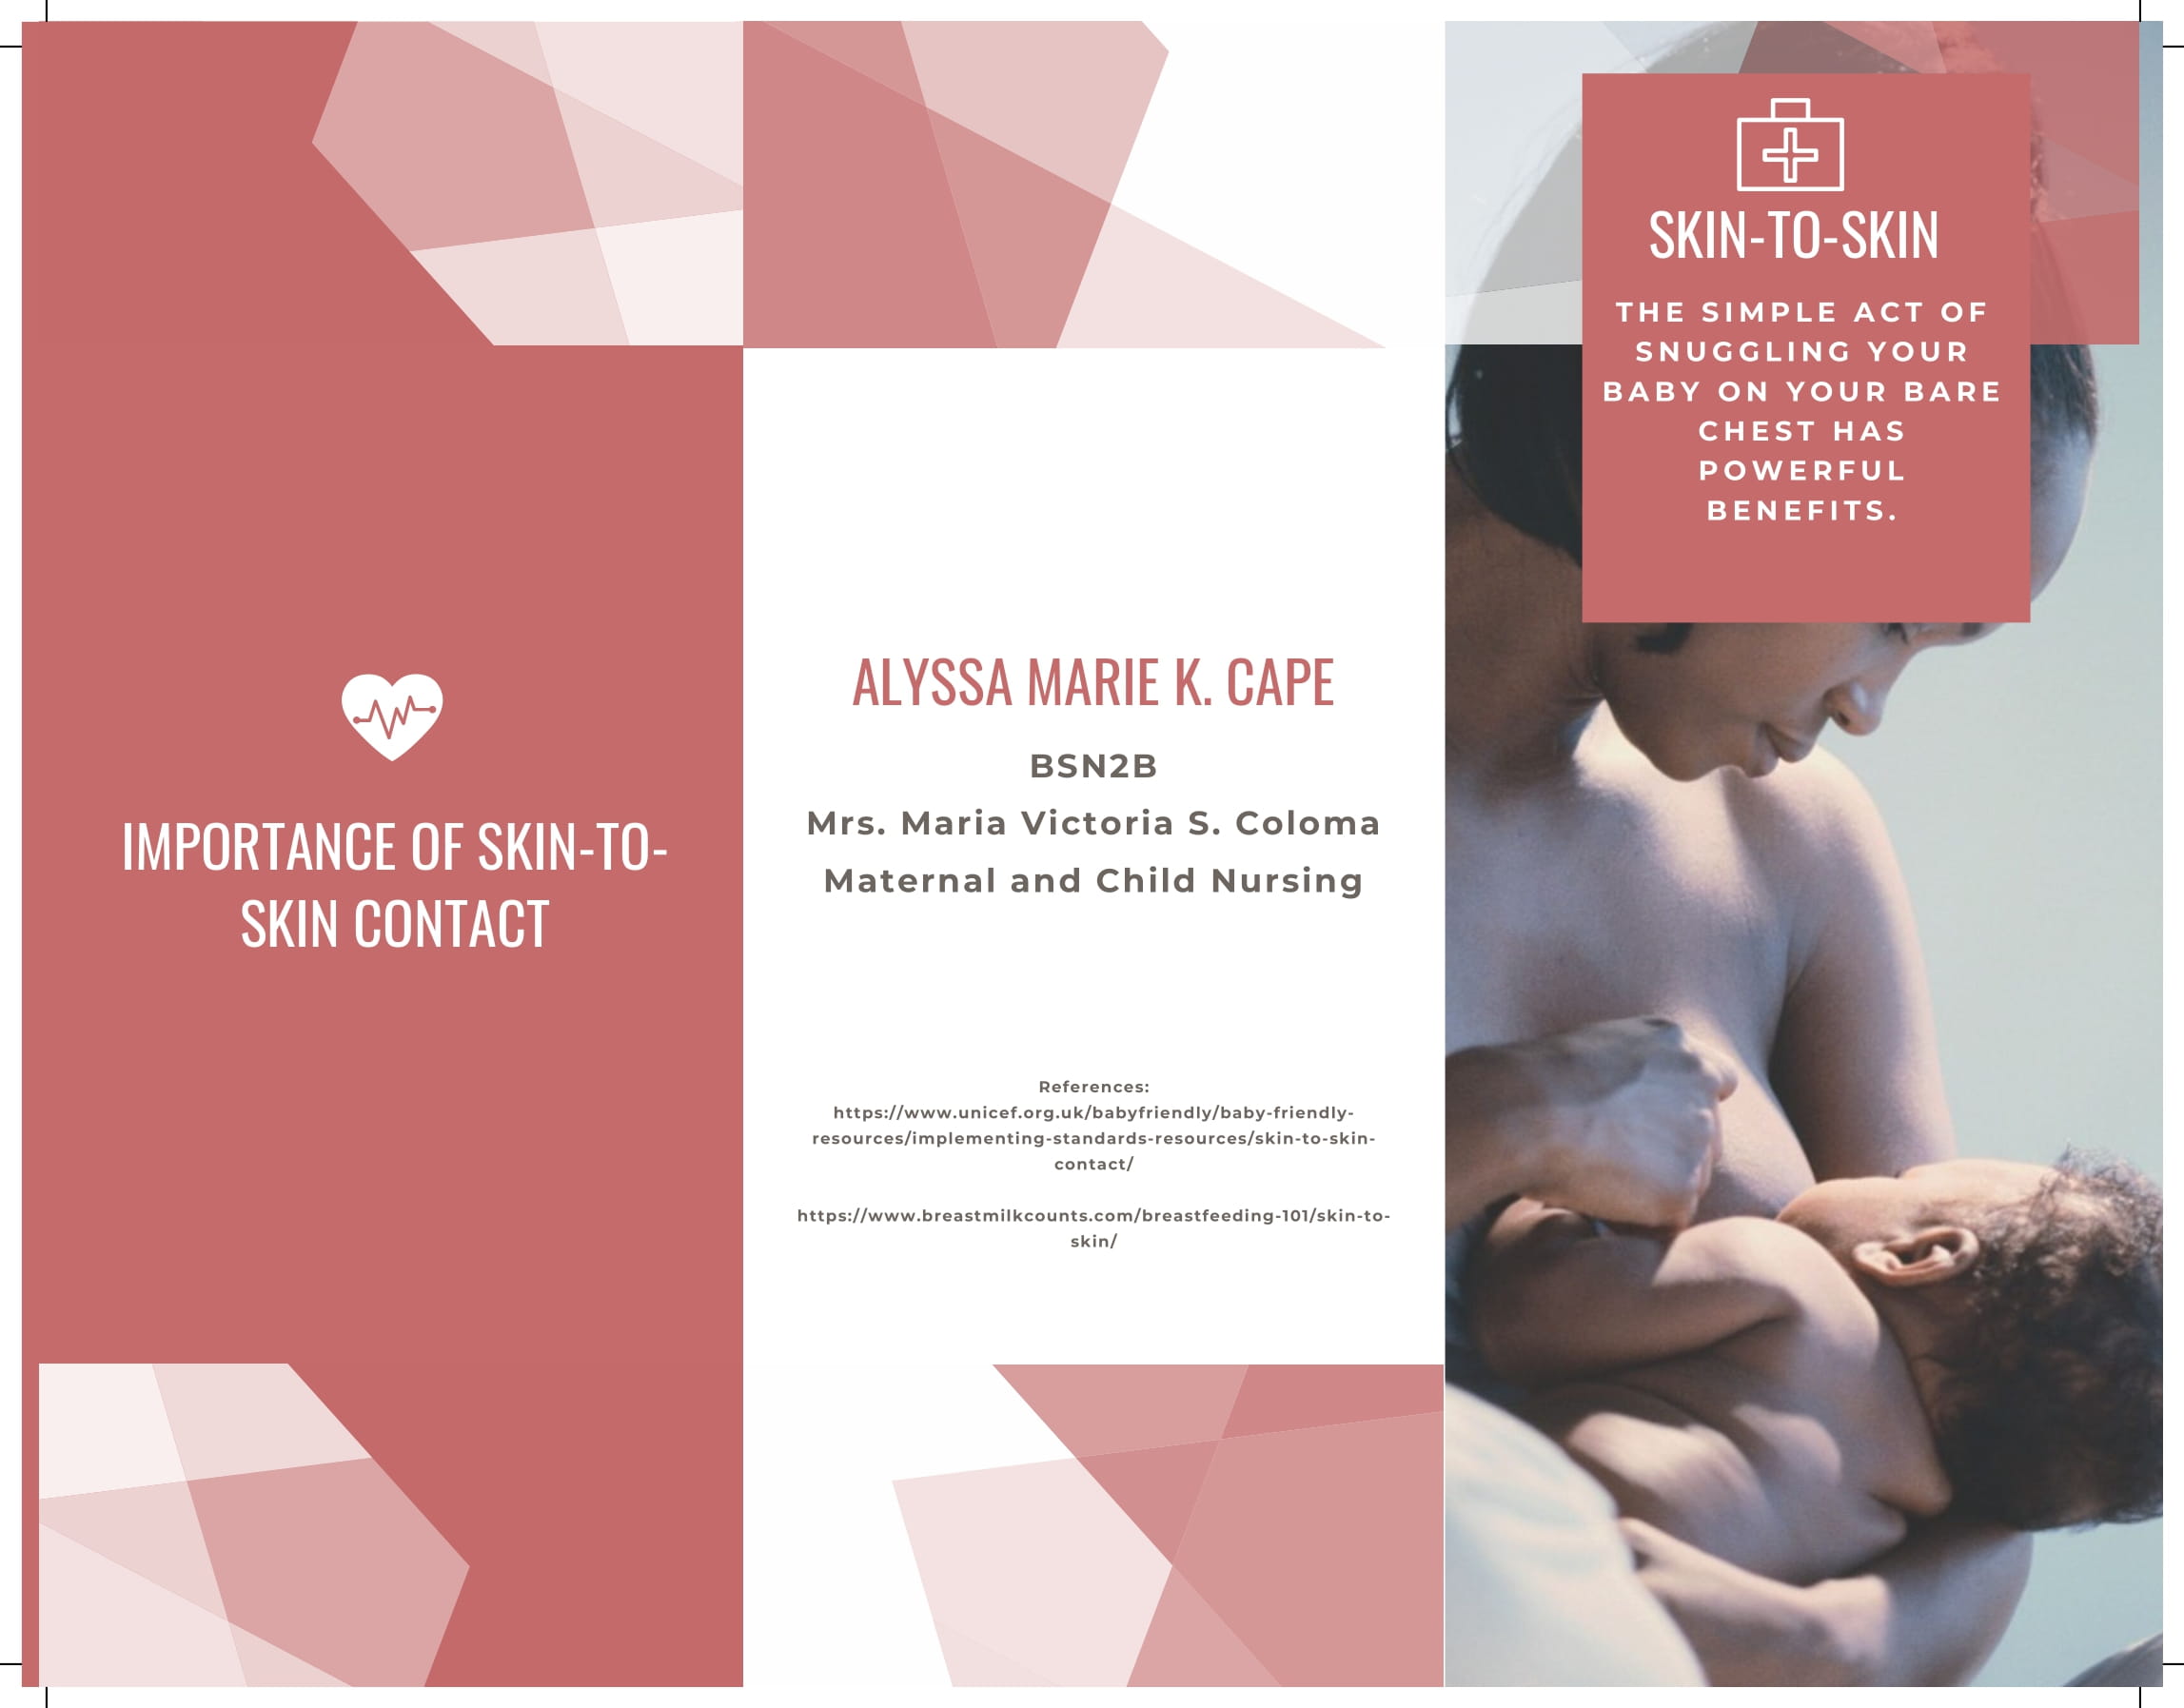 IMPORTANCE OF SKIN-TO-
SKIN CONTACT
ALYSSA MARIE K. CAPE
BSN2B
Mrs. Maria Victoria S. Coloma
Maternal and Child Nursing
References:
https://www.unicef.org.uk/babyfriendly/baby-friendly-
resources/implementing-standards-resources/skin-to-skin-
contact/
https://www.breastmilkcounts.com/breastfeeding-101/skin-to-
skin/
SKIN-TO-SKIN
THE SIMPLE ACT OF
SNUGGLING YOUR
BABY ON YOUR BARE
CHEST HAS
POWERFUL
BENEFITS.